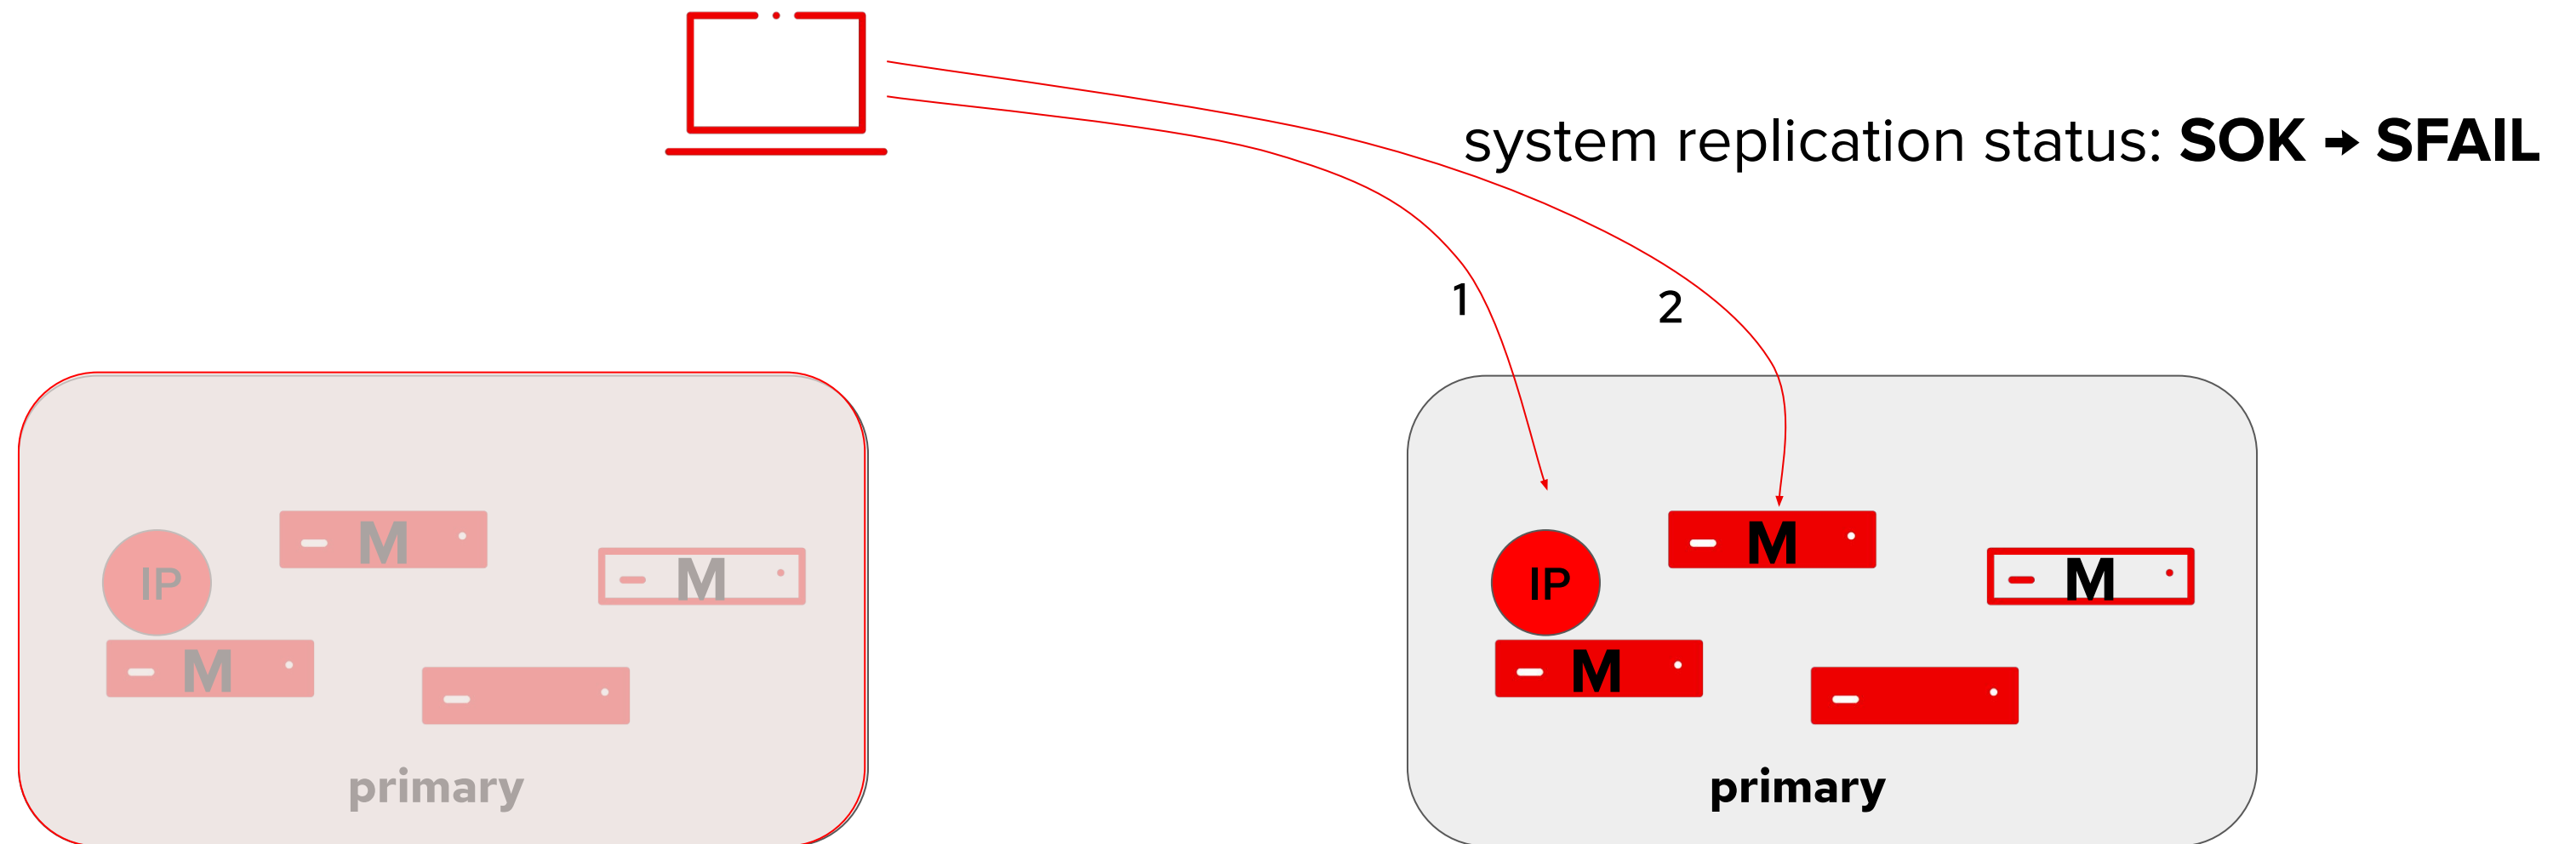 system replication status: SOK → SFAIL
1
2
M
M
IP
M
primary
M
M
IP
M
primary